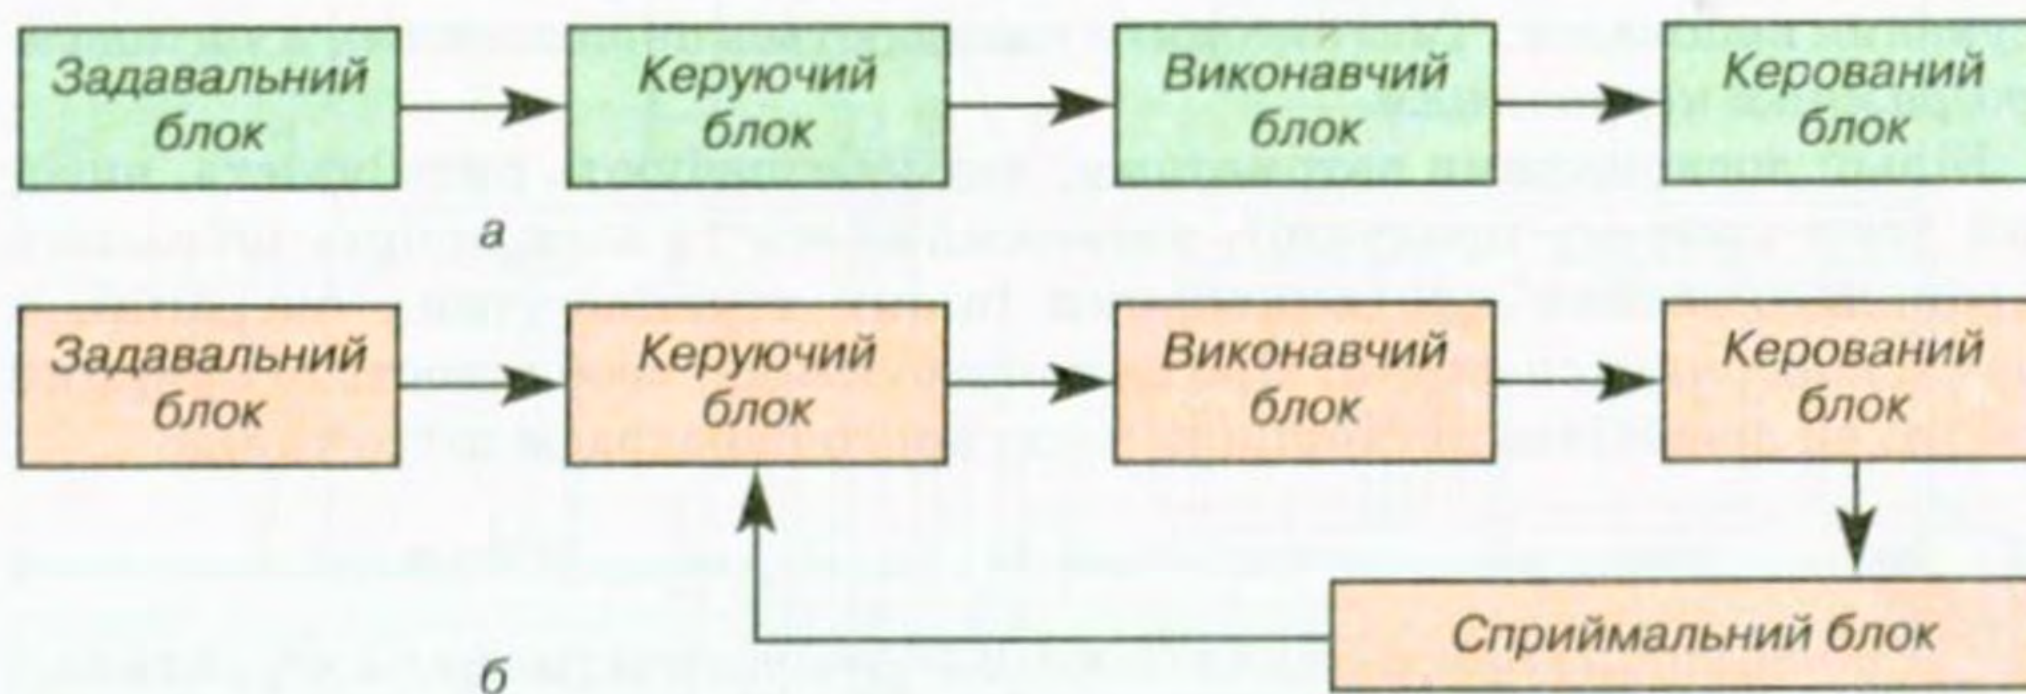 Задавальний
блок
Керуючий
блок
Виконавчий
блок
Керований
блок
а
Задавальний
блок
Керуючий
блок
Виконавчий
блок
Керований
блок
Сприймальний блок
б